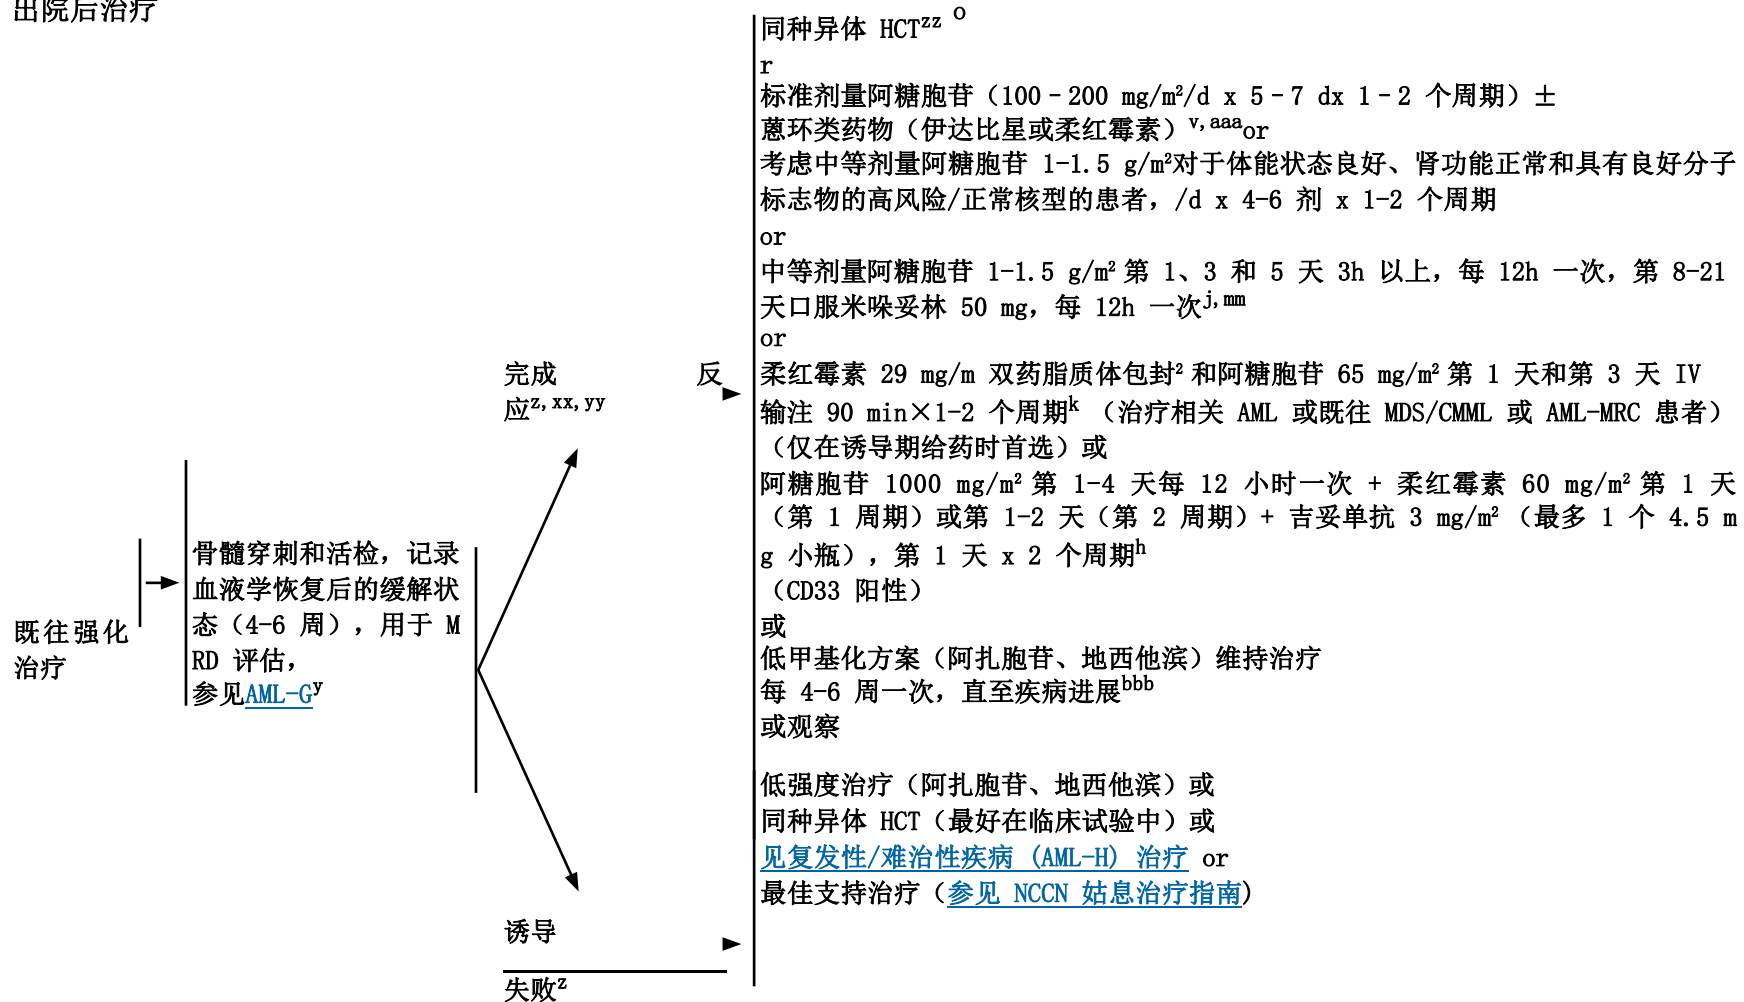 出院后治疗
既往强化
治疗
骨髓穿刺和活检，记录
血液学恢复后的缓解状
态（4-6 周），用于 M
RD 评估，
参见AML-Gy
完成 反
应z,xx,yy
诱导
失败z
同种异体 HCTzz o
r
标准剂量阿糖胞苷（100–200 mg/m²/d x 5–7 dx 1–2 个周期）±
蒽环类药物（伊达比星或柔红霉素）v,aaaor
考虑中等剂量阿糖胞苷 1-1.5 g/m²对于体能状态良好、肾功能正常和具有良好分子
标志物的高风险/正常核型的患者，/d x 4-6 剂 x 1-2 个周期
or
中等剂量阿糖胞苷 1-1.5 g/m² 第 1、3 和 5 天 3h 以上，每 12h 一次，第 8-21
天口服米哚妥林 50 mg，每 12h 一次j,mm
or
柔红霉素 29 mg/m 双药脂质体包封² 和阿糖胞苷 65 mg/m² 第 1 天和第 3 天 IV
输注 90 min×1-2 个周期k （治疗相关 AML 或既往 MDS/CMML 或 AML-MRC 患者）
（仅在诱导期给药时首选）或
阿糖胞苷 1000 mg/m² 第 1-4 天每 12 小时一次 + 柔红霉素 60 mg/m² 第 1 天
（第 1 周期）或第 1-2 天（第 2 周期）+ 吉妥单抗 3 mg/m² （最多 1 个 4.5 m
g 小瓶），第 1 天 x 2 个周期h
（CD33 阳性）
或
低甲基化方案（阿扎胞苷、地西他滨）维持治疗
每 4-6 周一次，直至疾病进展bbb
或观察
低强度治疗（阿扎胞苷、地西他滨）或
同种异体 HCT（最好在临床试验中）或
见复发性/难治性疾病 (AML-H) 治疗 or
最佳支持治疗（参见 NCCN 姑息治疗指南)